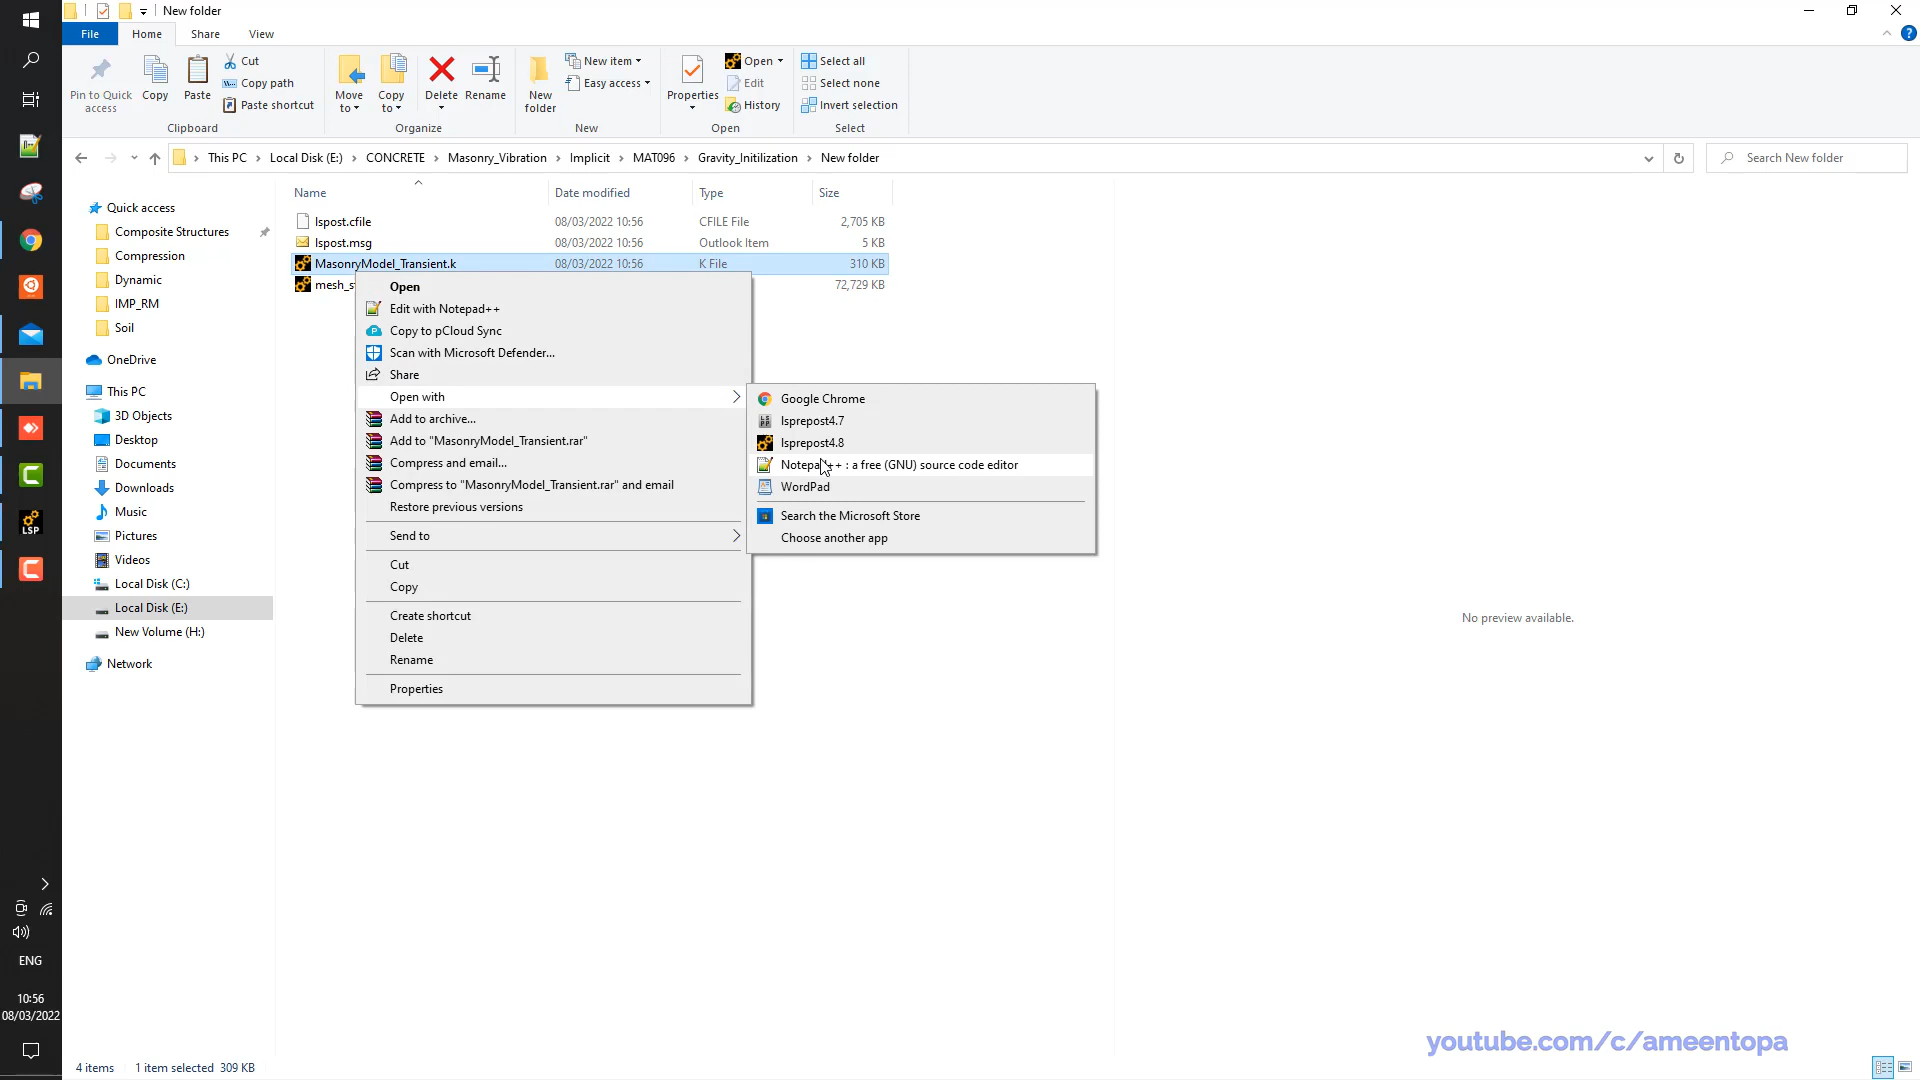 New folder
File
Home
Share
View
Pin to Quick access
Copy
Paste
Cut
Copy path
Paste shortcut
Clipboard
Move to
Copy to
Delete
Rename
Organize
New folder
New item
Easy access
New
Properties
Open
Edit
History
Open
Select all
Select none
Invert selection
Select
This PC
Local Disk (E:)
CONCRETE
Masonry_Vibration
Implicit
MAT096
Gravity_Initilization
New folder
Search New folder
Name
Date modified
Type
Size
lspost.cfile 08/03/2022 10:56 CFILE File 2,705 KB
lspost.msg 08/03/2022 10:56 Outlook Item 5 KB
MasonryModel_Transient.k 08/03/2022 10:56 K File 310 KB
72,729 KB
Quick access
Composite Structures
Compression
Dynamic
IMP_RM
Soil
OneDrive
This PC
3D Objects
Desktop
Documents
Downloads
Music
Pictures
Videos
Local Disk (C:)
Local Disk (E:)
New Volume (H:)
Network
Open
Edit with Notepad++
Copy to pCloud Sync
Scan with Microsoft Defender...
Share
Open with
Add to archive...
Add to "MasonryModel_Transient.rar"
Compress and email...
Compress to "MasonryModel_Transient.rar" and email
Restore previous versions
Send to
Cut
Copy
Create shortcut
Delete
Rename
Properties
Google Chrome
lsprepost4.7
lsprepost4.8
Notepad++ : a free (GNU) source code editor
WordPad
Search the Microsoft Store
Choose another app
No preview available.
LSP
ENG
10:56
08/03/2022
4 items
1 item selected 309 KB
youtube.com/c/ameentopa